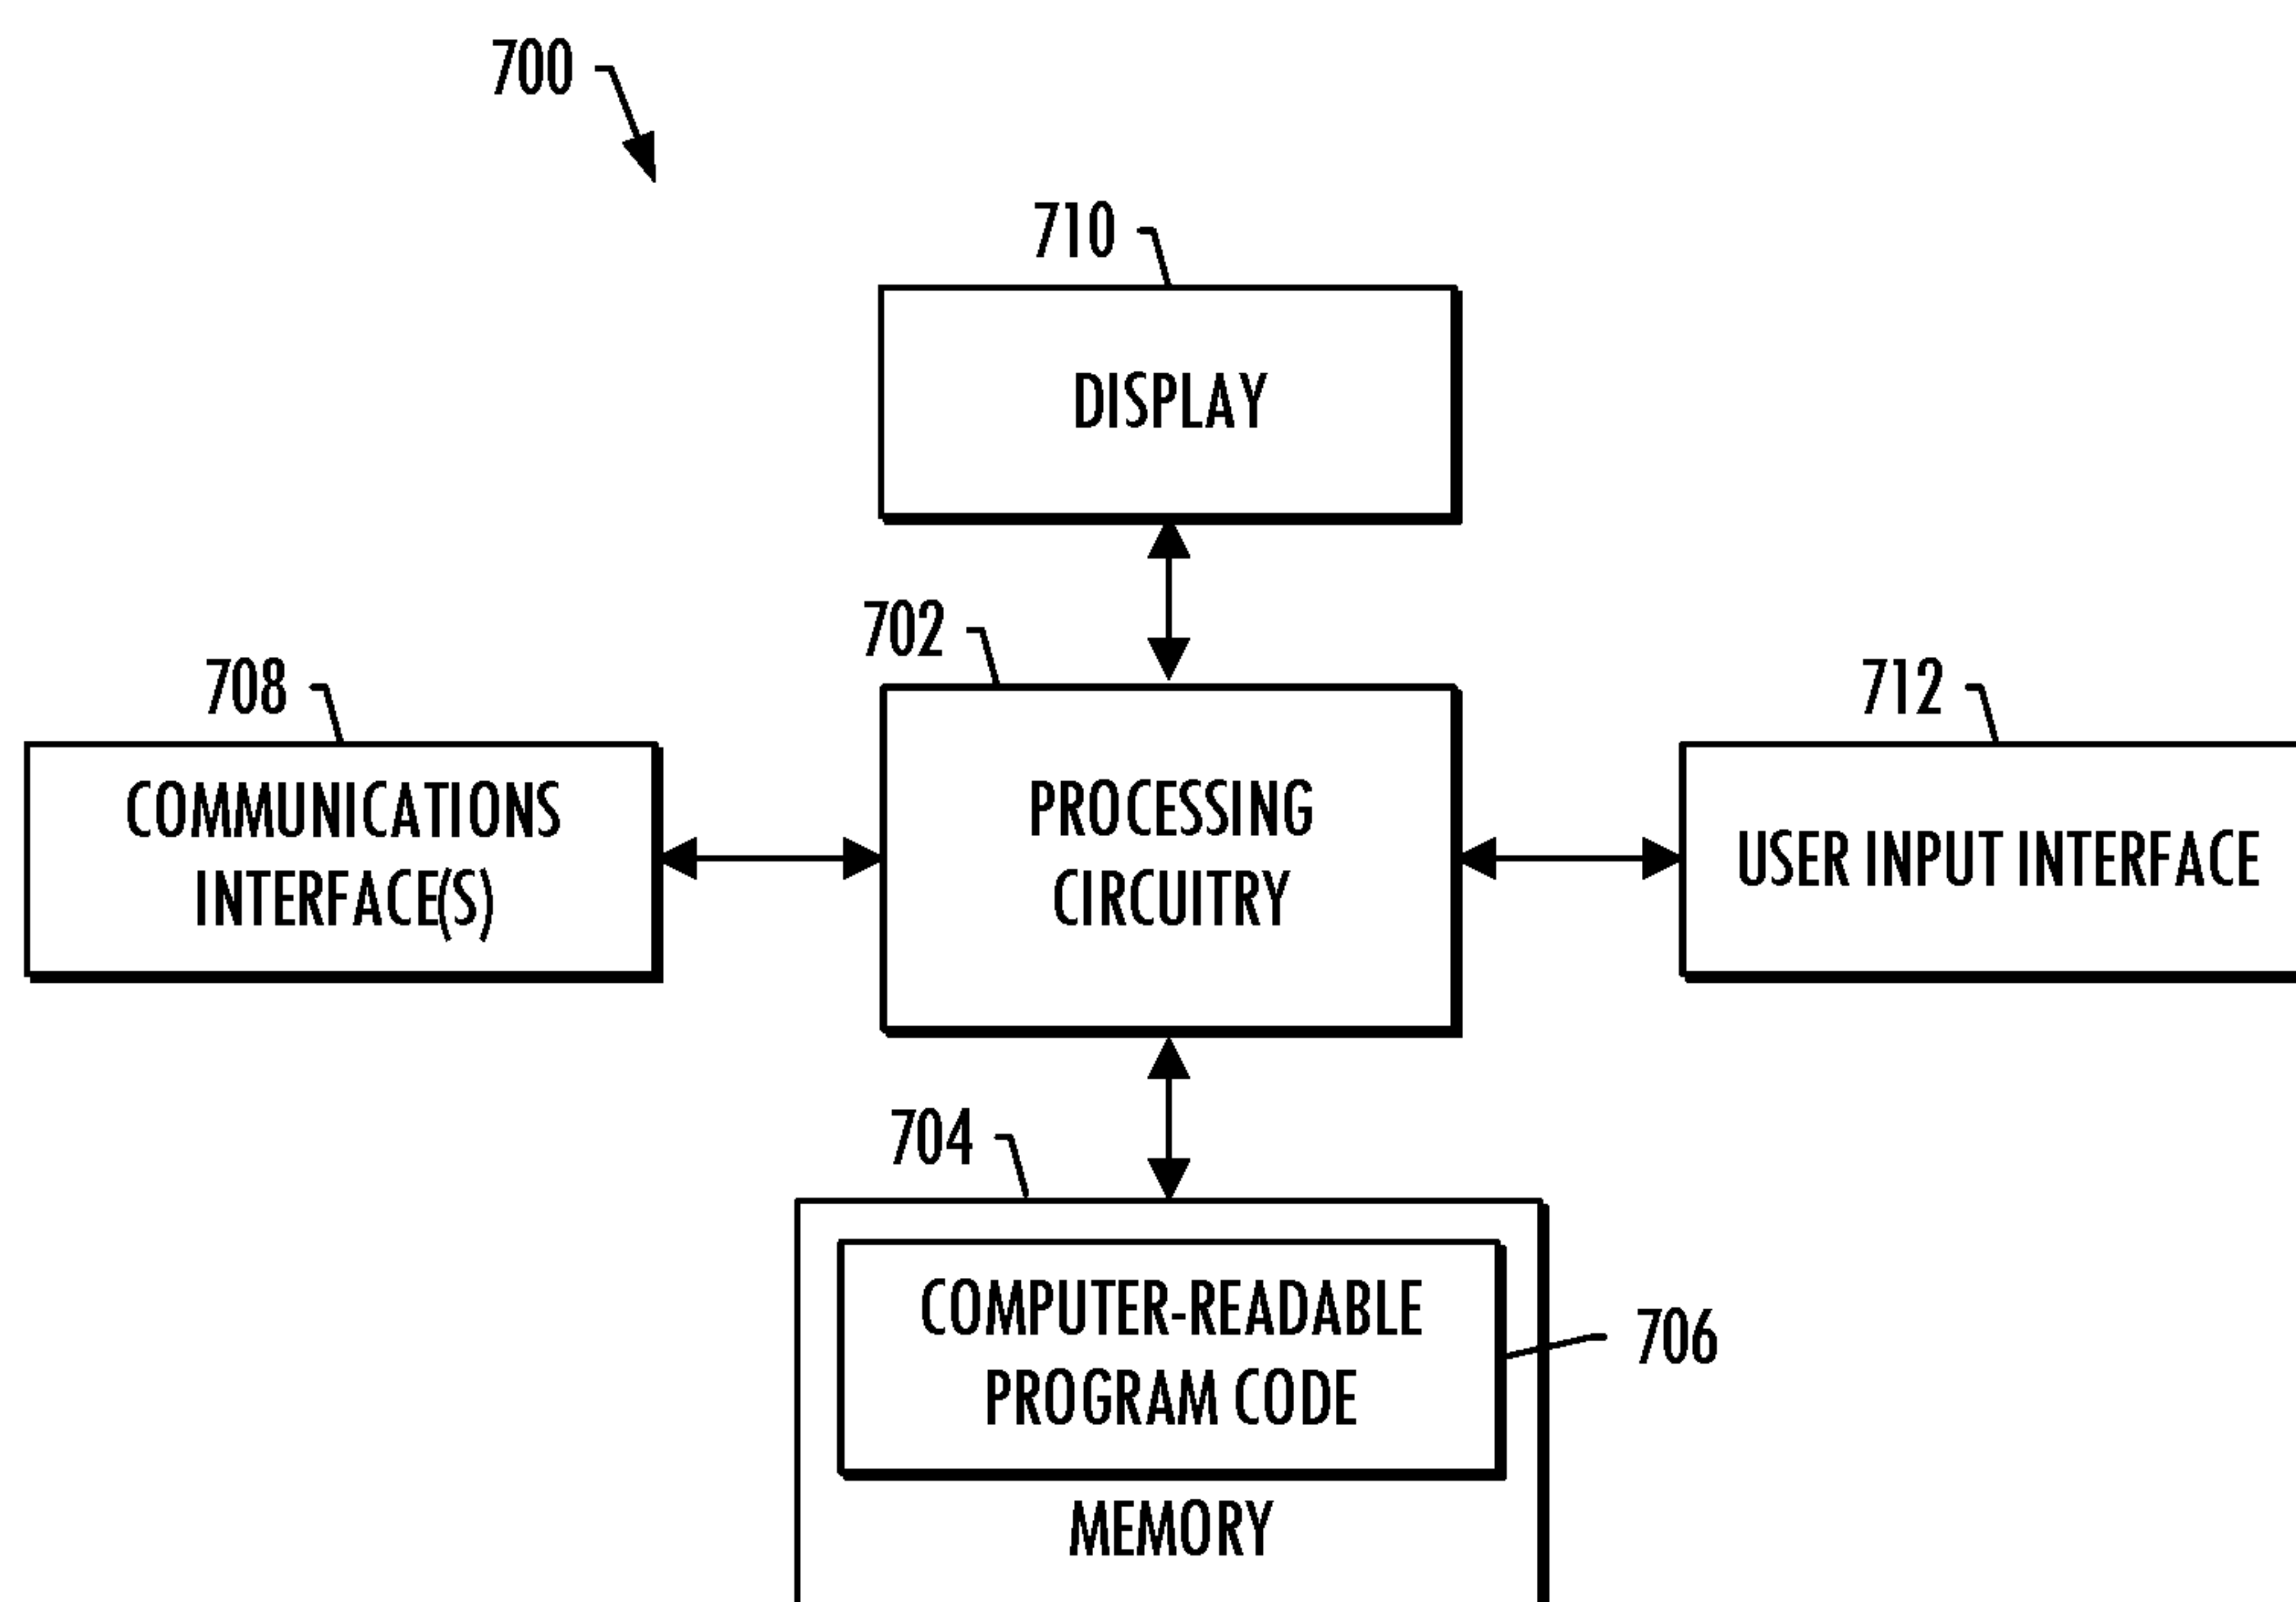 700
710
DISPLAY
702
708
712
COMMUNICATIONS
INTERFACE(S)
PROCESSING
CIRCUITRY
USER INPUT INTERFACE
704
COMPUTER-READABLE
PROGRAM CODE
706
MEMORY